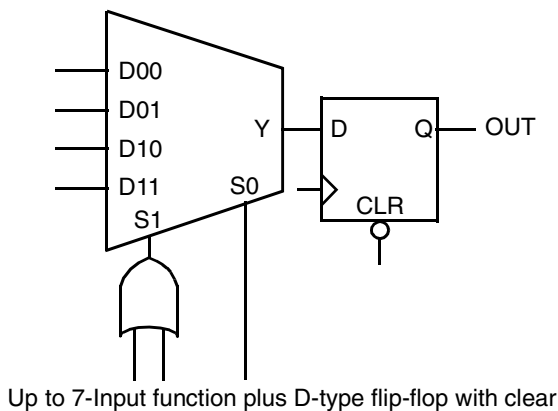 D00
D01
D10
D11
Y
S0
S1
D
Q
OUT
CLR
Up to 7-Input function plus D-type flip-flop with clear